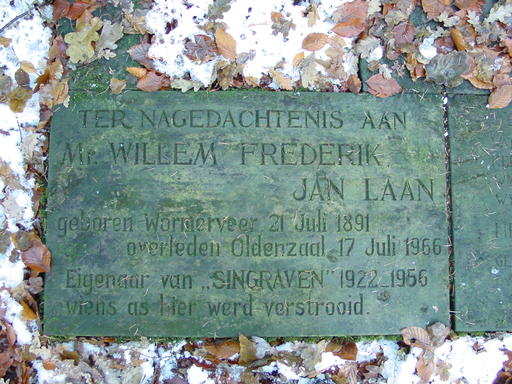 TER NAGEDACHTENIS AAN
Mr. WILLEM FREDERIK
JAN LAAN
geboren Wormerveer 21 Juli 1891
overleden Oldenzaal 17 Juli 1966
Eigenaar van „SINGRAVEN" 1922-1956
wiens as hier werd verstrooid.